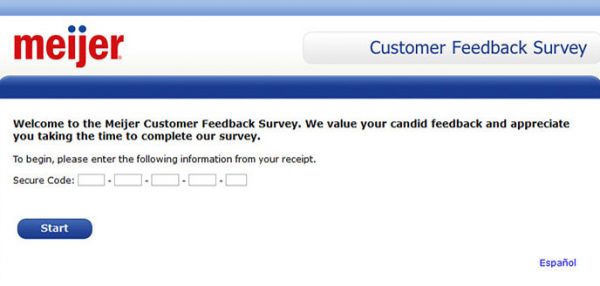 meijer
Customer Feedback Survey
Welcome to the Meijer Customer Feedback Survey. We value your candid feedback and appreciate
you taking the time to complete our survey.
To begin, please enter the following information from your receipt.
Secure Code: - - - -
Start
Español